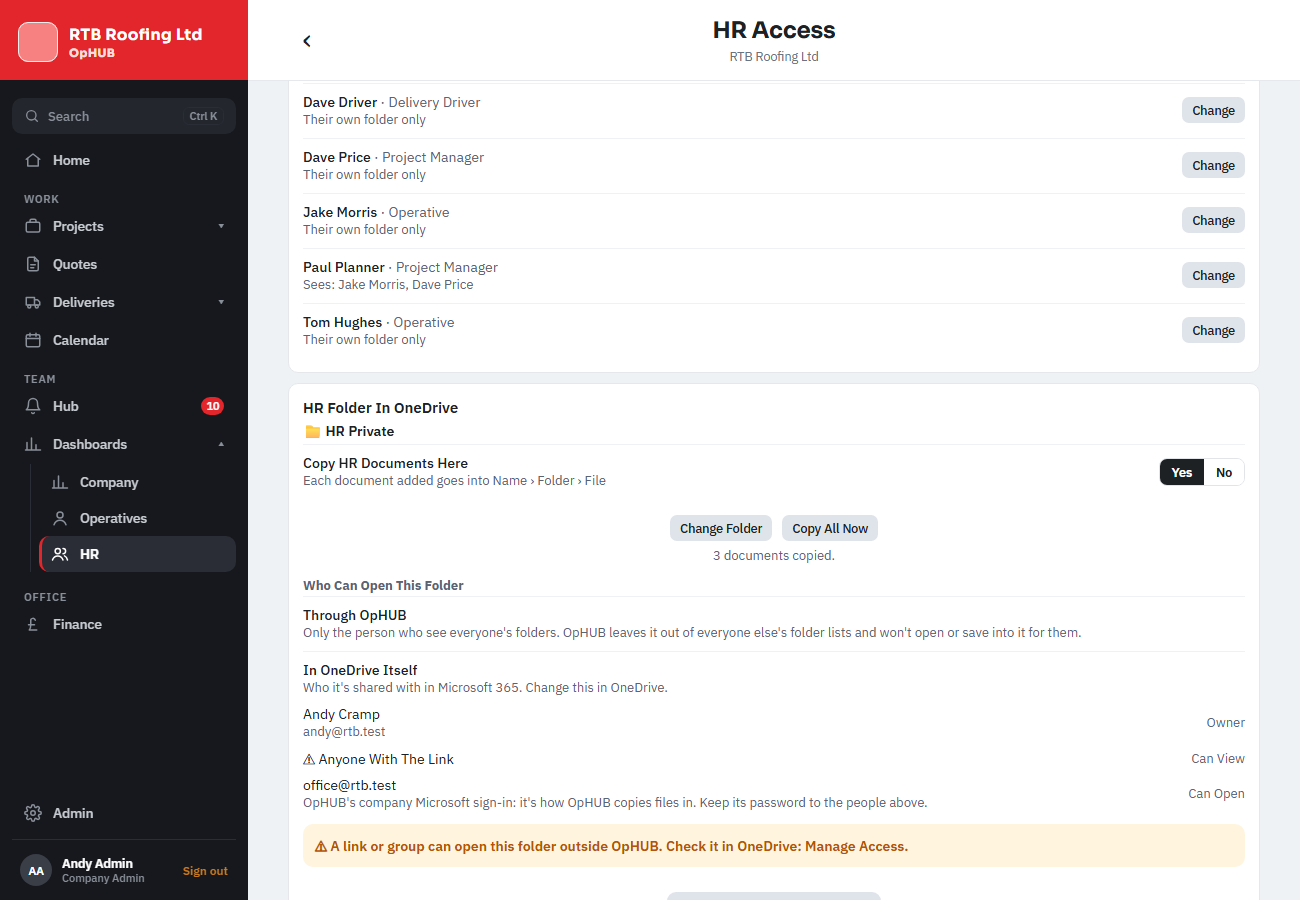 RTB Roofing Ltd
OpHUB
Search Ctrl K
Home
WORK
Projects
Quotes
Deliveries
Calendar
TEAM
Hub 10
Dashboards
Company
Operatives
HR
OFFICE
Finance
Admin
AA Andy Admin
Company Admin
Sign out
HR Access
RTB Roofing Ltd
Dave Driver · Delivery Driver
Their own folder only
Change
Dave Price · Project Manager
Their own folder only
Change
Jake Morris · Operative
Their own folder only
Change
Paul Planner · Project Manager
Sees: Jake Morris, Dave Price
Change
Tom Hughes · Operative
Their own folder only
Change
HR Folder In OneDrive
HR Private
Copy HR Documents Here
Each document added goes into Name › Folder › File
Yes No
Change Folder Copy All Now
3 documents copied.
Who Can Open This Folder
Through OpHUB
Only the person who see everyone's folders. OpHUB leaves it out of everyone else's folder lists and won't open or save into it for them.
In OneDrive Itself
Who it's shared with in Microsoft 365. Change this in OneDrive.
Andy Cramp
andy@rtb.test
Owner
⚠ Anyone With The Link Can View
office@rtb.test
OpHUB's company Microsoft sign-in: it's how OpHUB copies files in. Keep its password to the people above.
Can Open
⚠ A link or group can open this folder outside OpHUB. Check it in OneDrive: Manage Access.